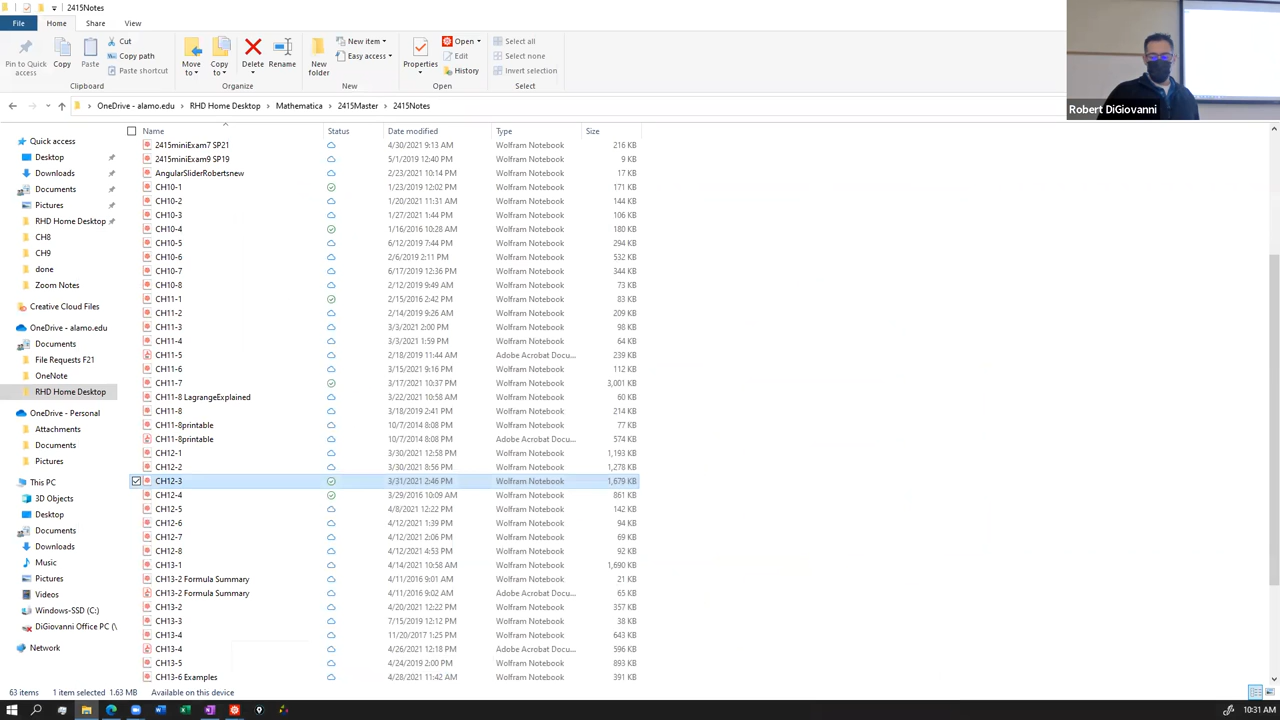 2415Notes
File Home Share View
Pin to Quick access
Copy
Paste
Cut
Copy path
Paste shortcut
Clipboard
Move to
Copy to
Delete
Rename
Organize
New folder
New item
Easy access
New
Properties
Open
Edit
History
Open
Select all
Select none
Invert selection
Select
Robert DiGiovanni
OneDrive - alamo.edu > RHD Home Desktop > Mathematica > 2415Master > 2415Notes
Quick access
Desktop
Downloads
Documents
Pictures
RHD Home Desktop
CH8
CH9
done
Zoom Notes
Creative Cloud Files
OneDrive - alamo.edu
Documents
File Requests F21
OneNote
RHD Home Desktop
OneDrive - Personal
Attachments
Documents
Pictures
This PC
3D Objects
Desktop
Documents
Downloads
Music
Pictures
Videos
Windows-SSD (C:)
DiGiovanni Office PC (\
Network
Name Status Date modified Type Size
2415miniExam7 SP21 4/30/2021 9:13 AM Wolfram Notebook 216 KB
2415miniExam9 SP19 5/1/2019 12:40 PM Wolfram Notebook 9 KB
AngularSliderRobertsnew 2/23/2021 10:14 PM Wolfram Notebook 17 KB
CH10-1 1/23/2019 12:02 PM Wolfram Notebook 171 KB
CH10-2 1/20/2021 11:31 AM Wolfram Notebook 144 KB
CH10-3 1/27/2021 1:44 PM Wolfram Notebook 106 KB
CH10-4 1/16/2016 10:28 AM Wolfram Notebook 180 KB
CH10-5 6/12/2019 7:44 PM Wolfram Notebook 294 KB
CH10-6 2/6/2019 2:11 PM Wolfram Notebook 532 KB
CH10-7 6/17/2019 12:36 PM Wolfram Notebook 344 KB
CH10-8 2/12/2019 9:49 AM Wolfram Notebook 73 KB
CH11-1 2/15/2016 2:42 PM Wolfram Notebook 83 KB
CH11-2 2/14/2019 9:26 AM Wolfram Notebook 209 KB
CH11-3 3/3/2021 2:00 PM Wolfram Notebook 98 KB
CH11-4 3/3/2021 1:59 PM Wolfram Notebook 64 KB
CH11-5 2/18/2019 11:44 AM Adobe Acrobat Docu... 239 KB
CH11-6 3/15/2021 9:16 PM Wolfram Notebook 112 KB
CH11-7 3/17/2021 10:37 PM Wolfram Notebook 3,001 KB
CH11-8 LagrangeExplained 3/22/2021 10:58 AM Wolfram Notebook 60 KB
CH11-8 3/18/2019 2:41 PM Wolfram Notebook 214 KB
CH11-8printable 10/7/2014 8:08 PM Wolfram Notebook 77 KB
CH11-8printable 10/7/2014 8:08 PM Adobe Acrobat Docu... 574 KB
CH12-1 3/30/2021 12:58 PM Wolfram Notebook 1,193 KB
CH12-2 3/30/2021 8:56 PM Wolfram Notebook 1,278 KB
CH12-3 3/31/2021 2:46 PM Wolfram Notebook 1,679 KB
CH12-4 3/29/2016 10:09 AM Wolfram Notebook 861 KB
CH12-5 4/8/2021 12:22 PM Wolfram Notebook 142 KB
CH12-6 4/12/2021 1:39 PM Wolfram Notebook 94 KB
CH12-7 4/12/2021 2:06 PM Wolfram Notebook 69 KB
CH12-8 4/12/2021 4:53 PM Wolfram Notebook 92 KB
CH13-1 4/14/2021 10:58 AM Wolfram Notebook 1,690 KB
CH13-2 Formula Summary 4/11/2016 9:01 AM Wolfram Notebook 21 KB
CH13-2 Formula Summary 4/11/2016 9:02 AM Adobe Acrobat Docu... 65 KB
CH13-2 4/20/2021 12:22 PM Wolfram Notebook 357 KB
CH13-3 7/15/2019 12:12 PM Wolfram Notebook 38 KB
CH13-4 11/20/2017 1:25 PM Wolfram Notebook 643 KB
CH13-4 4/26/2021 12:18 PM Adobe Acrobat Docu... 596 KB
CH13-5 4/24/2019 2:00 PM Wolfram Notebook 893 KB
CH13-6 Examples 4/28/2021 11:42 AM Wolfram Notebook 391 KB
63 items 1 item selected 1.63 MB Available on this device
10:31 AM